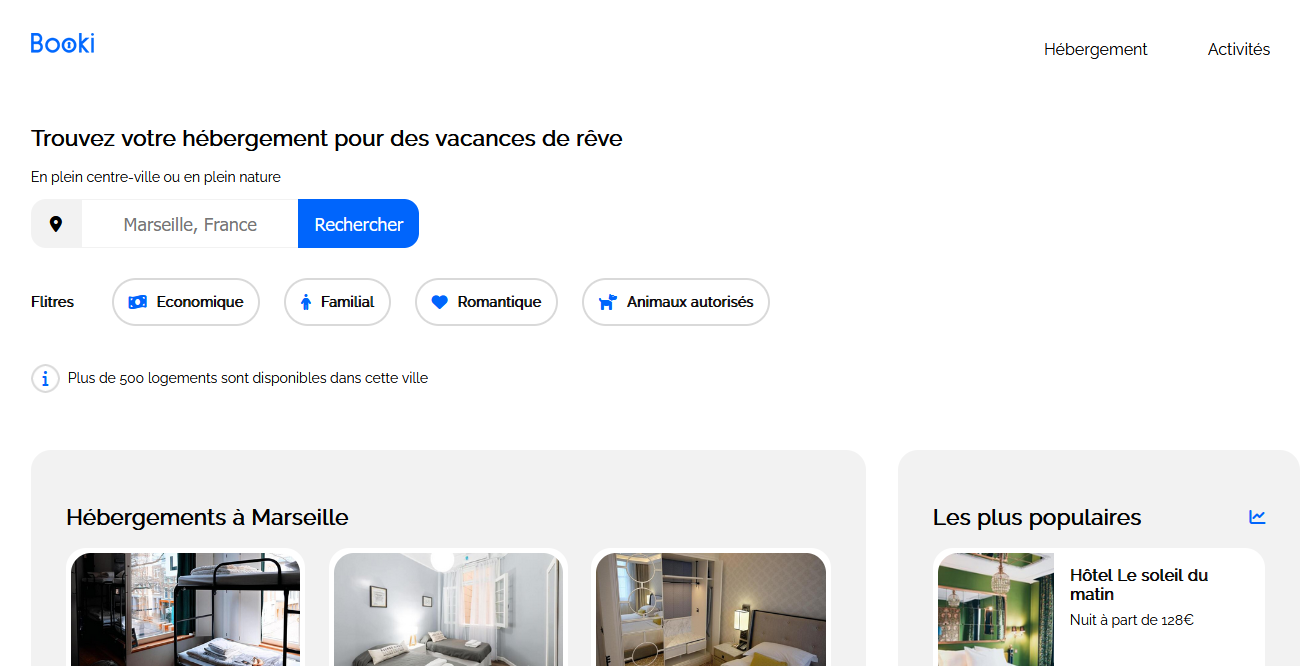 Booki
Hébergement
Activités
Trouvez votre hébergement pour des vacances de rêve
En plein centre-ville ou en plein nature
Marseille, France
Rechercher
Flitres
Economique
Familial
Romantique
Animaux autorisés
Plus de 500 logements sont disponibles dans cette ville
Hébergements à Marseille
Les plus populaires
Hôtel Le soleil du
matin
Nuit à part de 128€